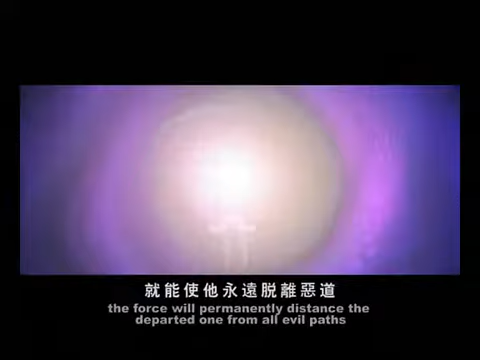 就能使他永遠脫離惡道
the force will permanently distance the
departed one from all evil paths